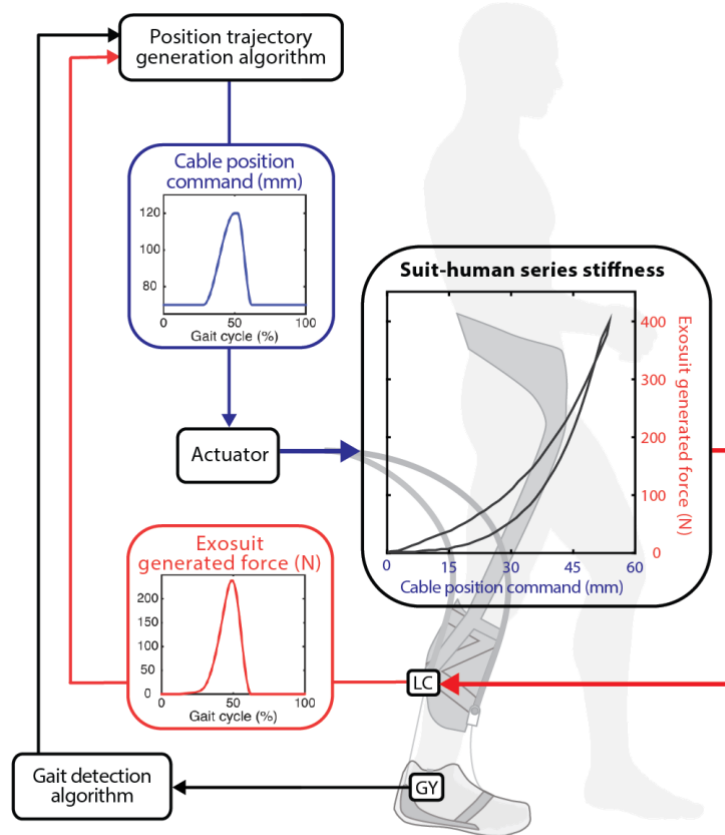 Position trajectory
generation algorithm
Cable position
command (mm)
120
100
80
0
50
100
Gait cycle (%)
Suit-human series stiffness
400
300
200
100
0
Exosuit generated force (N)
0
15
30
45
60
Cable position command (mm)
Actuator
Exosuit
generated force (N)
200
150
100
50
0
0
50
100
Gait cycle (%)
LC
Gait detection
algorithm
GY